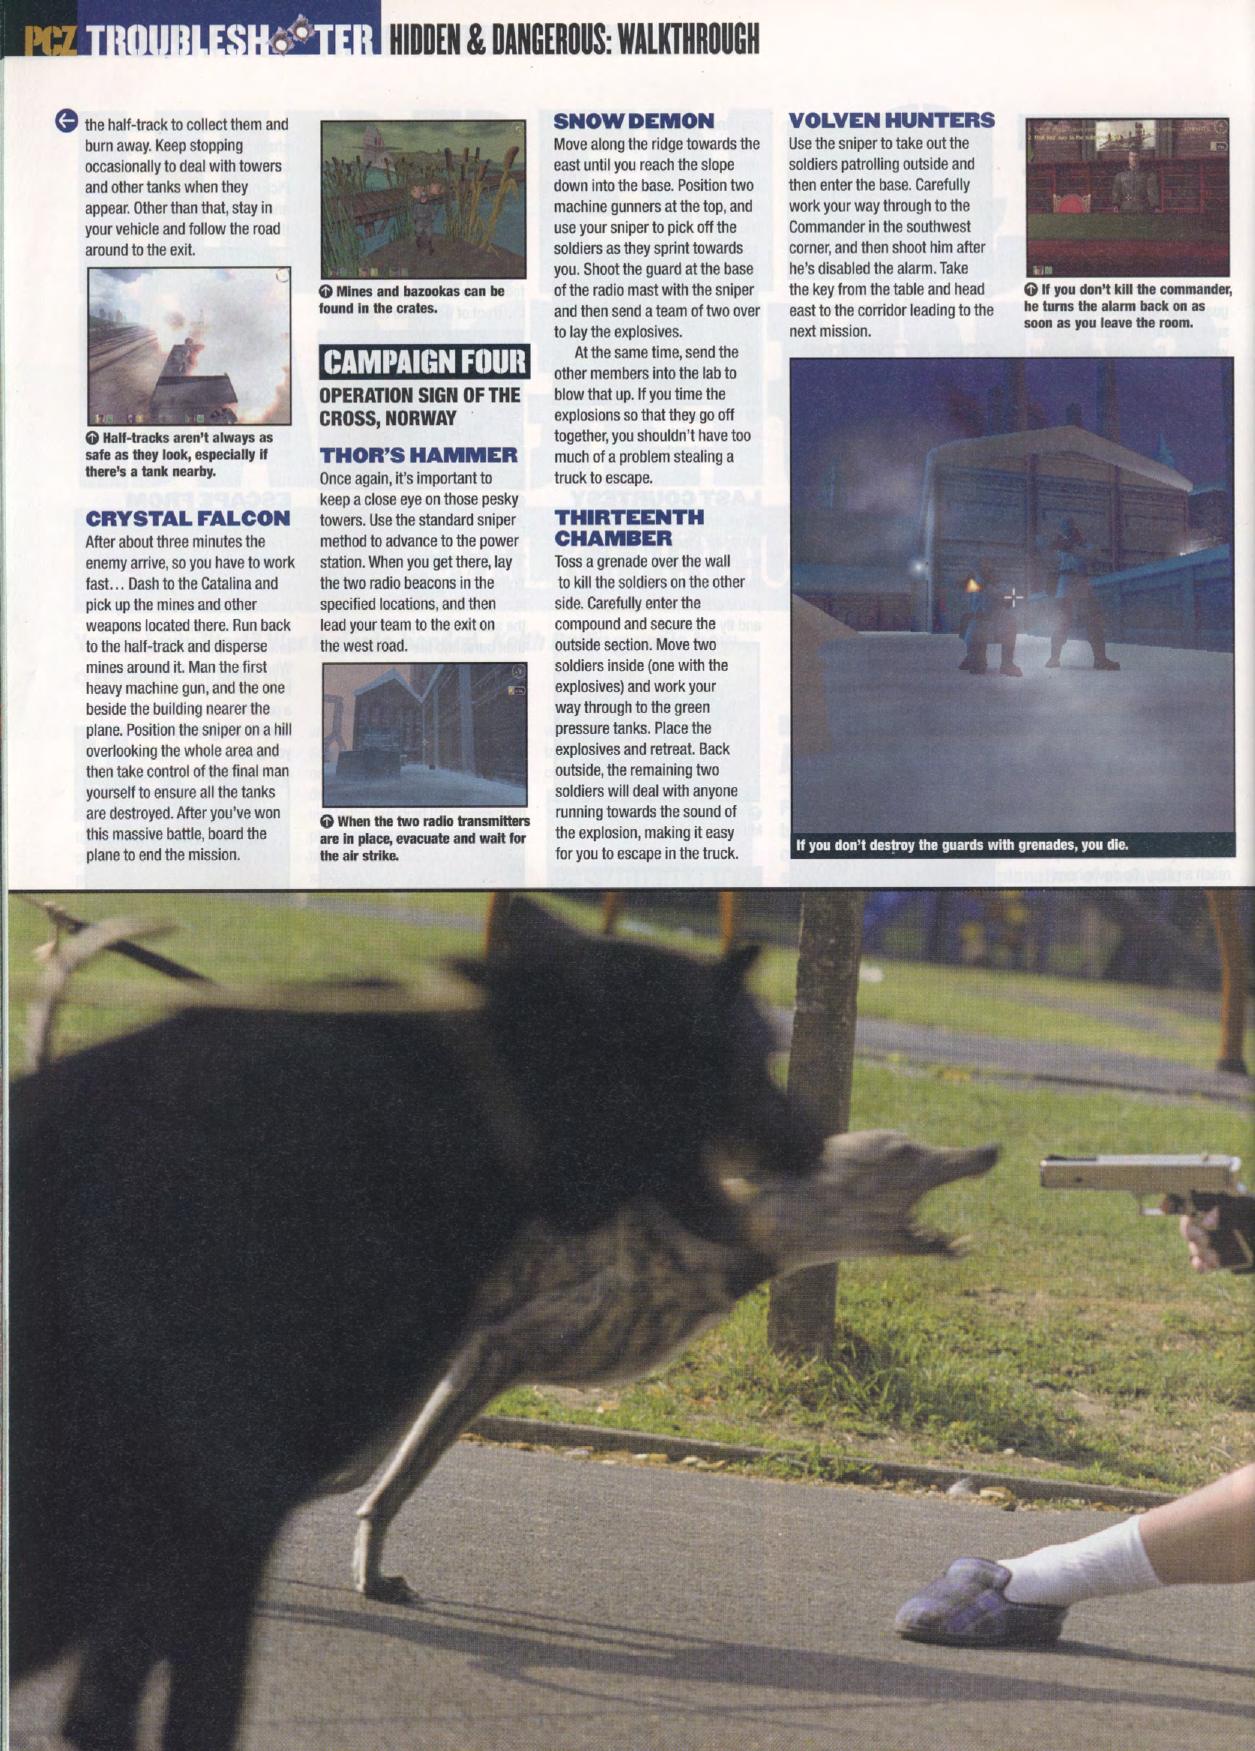 PCZ TROUBLESHOOTER HIDDEN & DANGEROUS: WALKTHROUGH
the half-track to collect them and
burn away. Keep stopping
occasionally to deal with towers
and other tanks when they
appear. Other than that, stay in
your vehicle and follow the road
around to the exit.
Half-tracks aren't always as
safe as they look, especially if
there's a tank nearby.
CRYSTAL FALCON
After about three minutes the
enemy arrive, so you have to work
fast... Dash to the Catalina and
pick up the mines and other
weapons located there. Run back
to the half-track and disperse
mines around it. Man the first
heavy machine gun, and the one
beside the building nearer the
plane. Position the sniper on a hill
overlooking the whole area and
then take control of the final man
yourself to ensure all the tanks
are destroyed. After you've won
this massive battle, board the
plane to end the mission.
Mines and bazookas can be
found in the crates.
CAMPAIGN FOUR
OPERATION SIGN OF THE
CROSS, NORWAY
THOR'S HAMMER
Once again, it's important to
keep a close eye on those pesky
towers. Use the standard sniper
method to advance to the power
station. When you get there, lay
the two radio beacons in the
specified locations, and then
lead your team to the exit on
the west road.
When the two radio transmitters
are in place, evacuate and wait for
the air strike.
SNOW DEMON
Move along the ridge towards the
east until you reach the slope
down into the base. Position two
machine gunners at the top, and
use your sniper to pick off the
soldiers as they sprint towards
you. Shoot the guard at the base
of the radio mast with the sniper
and then send a team of two over
to lay the explosives.
At the same time, send the
other members into the lab to
blow that up. If you time the
explosions so that they go off
together, you shouldn't have too
much of a problem stealing a
truck to escape.
THIRTEENTH
CHAMBER
Toss a grenade over the wall
to kill the soldiers on the other
side. Carefully enter the
compound and secure the
outside section. Move two
soldiers inside (one with the
explosives) and work your
way through to the green
pressure tanks. Place the
explosives and retreat. Back
outside, the remaining two
soldiers will deal with anyone
running towards the sound of
the explosion, making it easy
for you to escape in the truck.
VOLVEN HUNTERS
Use the sniper to take out the
soldiers patrolling outside and
then enter the base. Carefully
work your way through to the
Commander in the southwest
corner, and then shoot him after
he's disabled the alarm. Take
the key from the table and head
east to the corridor leading to the
next mission.
If you don't kill the commander,
he turns the alarm back on as
soon as you leave the room.
If you don't destroy the guards with grenades, you die.